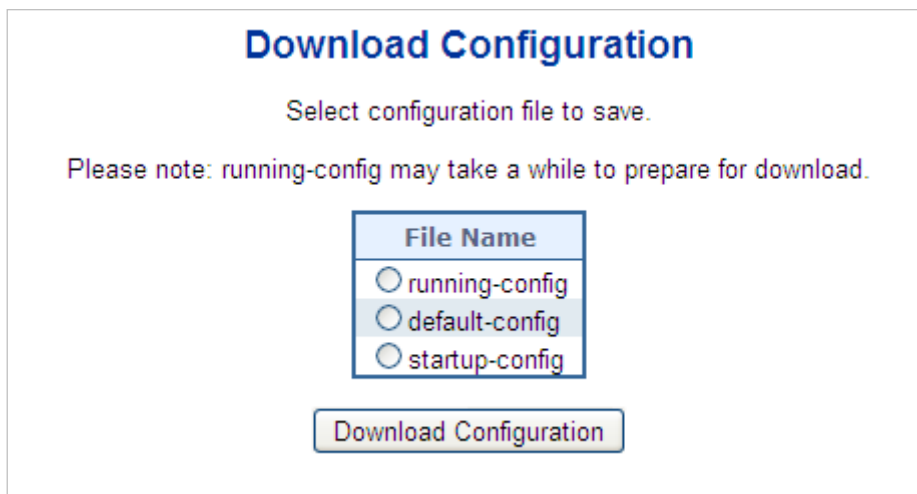 Download Configuration
Select configuration file to save.
Please note: running-config may take a while to prepare for download.
File Name
running-config
default-config
startup-config
Download Configuration